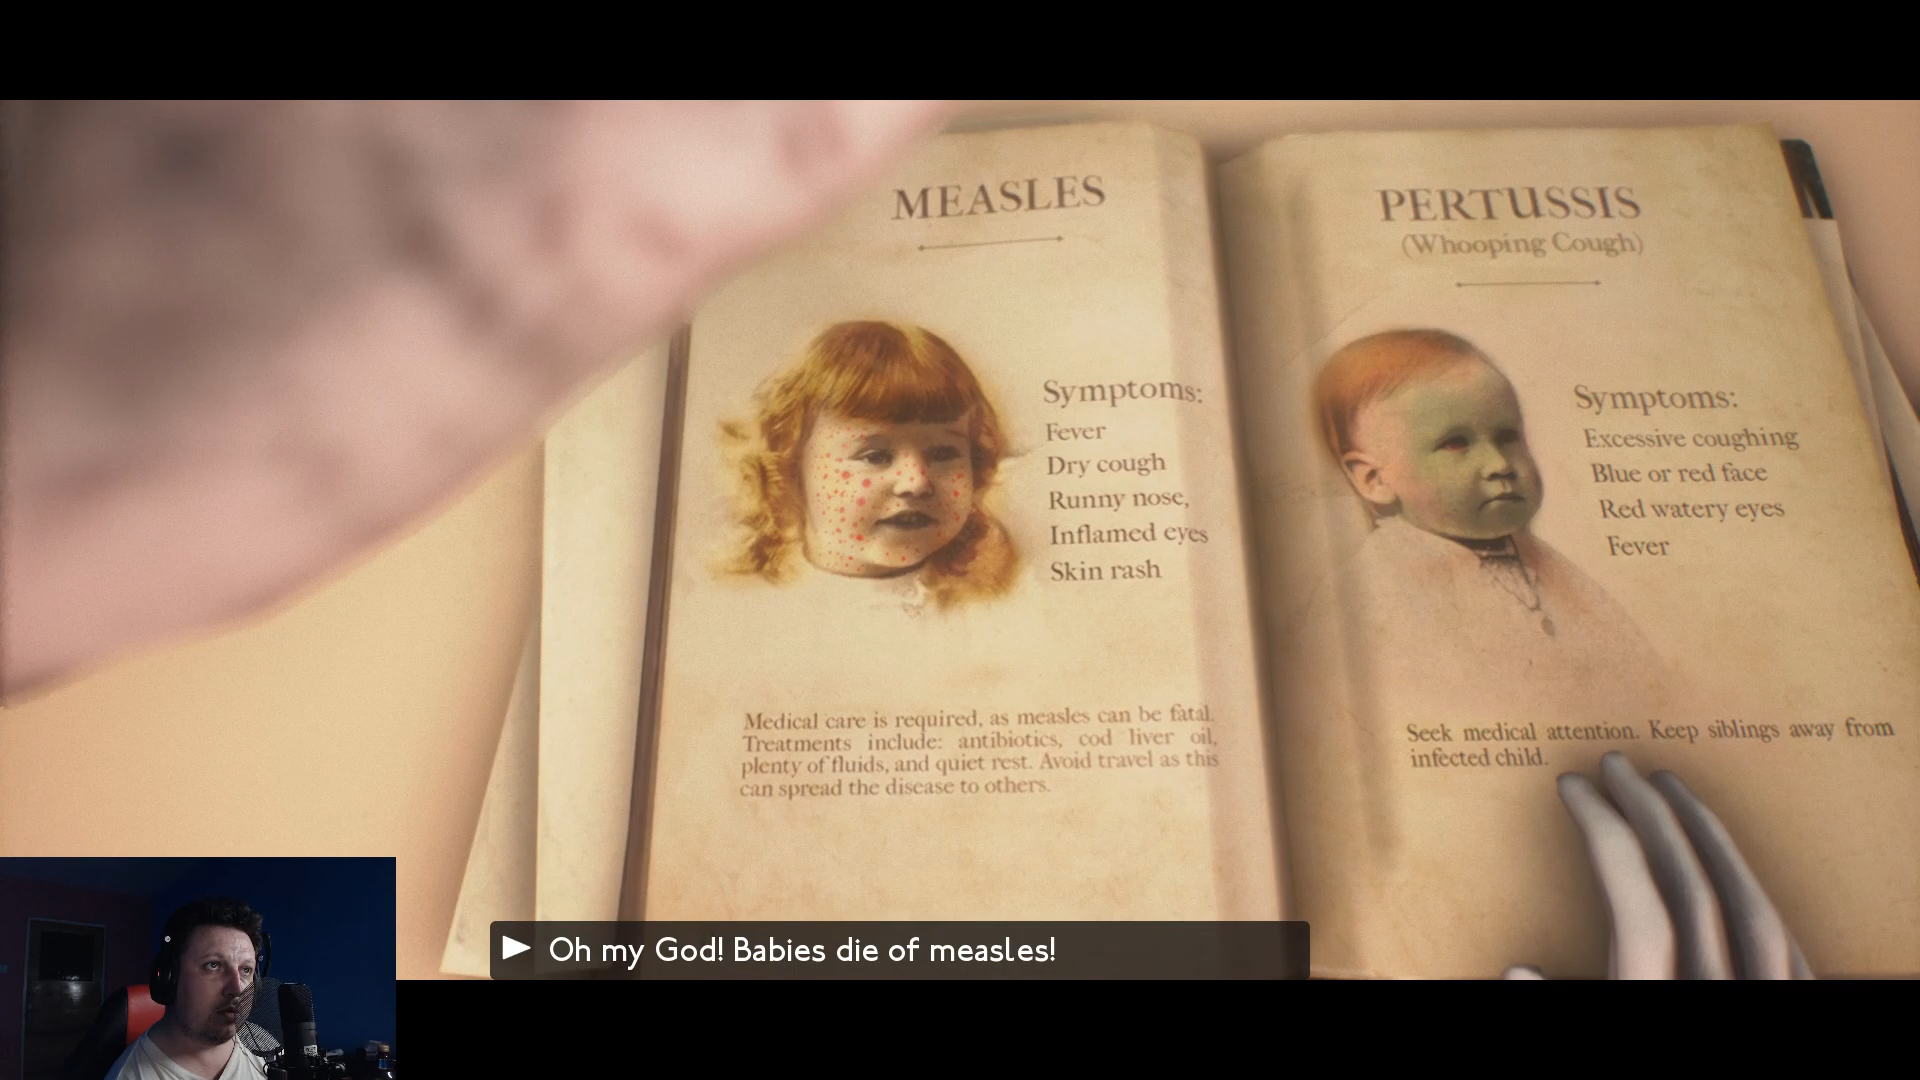 MEASLES
Symptoms:
Fever
Dry cough
Runny nose,
Inflamed eyes
Skin rash
Medical care is required, as measles can be fatal.
Treatments include: antibiotics, cod liver oil,
plenty of fluids, and quiet rest. Avoid travel as this
can spread the disease to others.
PERTUSSIS
(Whooping Cough)
Symptoms:
Excessive coughing
Blue or red face
Red watery eyes
Fever
Seek medical attention. Keep siblings away from
infected child.
Oh my God! Babies die of measles!